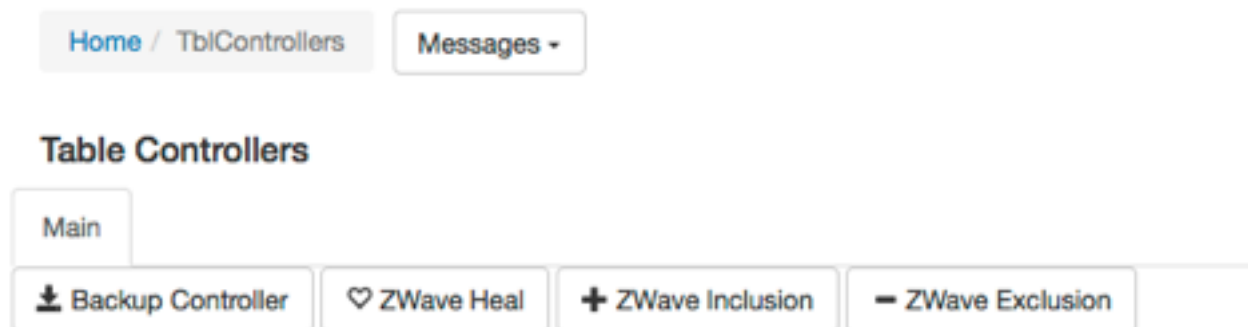 Home / TblControllers Messages
Table Controllers
Main
Backup Controller ZWave Heal ZWave Inclusion ZWave Exclusion